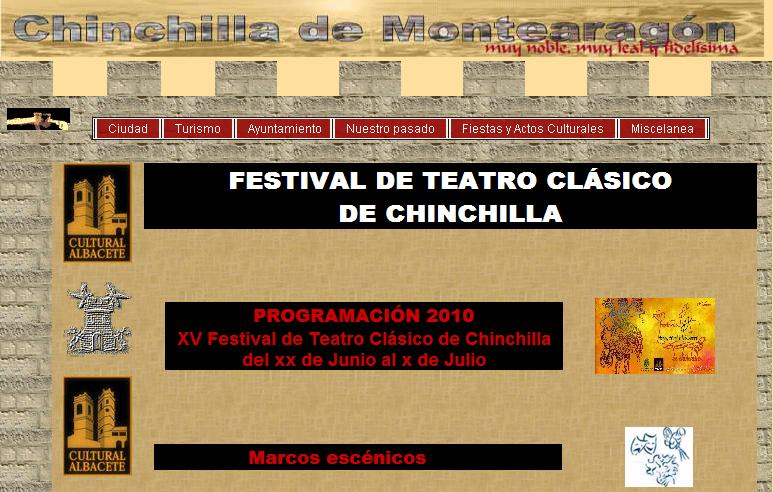 Chinchilla de Montearagón
muy noble, muy leal y fidelísima
Ciudad Turismo Ayuntamiento Nuestro pasado Fiestas y Actos Culturales Miscelanea
FESTIVAL DE TEATRO CLÁSICO
DE CHINCHILLA
CULTURAL
ALBACETE
PROGRAMACIÓN 2010
XV Festival de Teatro Clásico de Chinchilla
del xx de Junio al x de Julio
CULTURAL
ALBACETE
Marcos escénicos